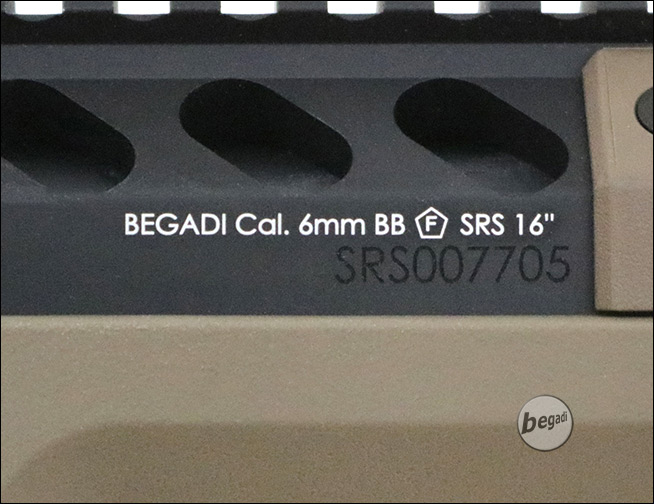 BEGADI Cal. 6mm BB F SRS 16"
SRS007705
begadi